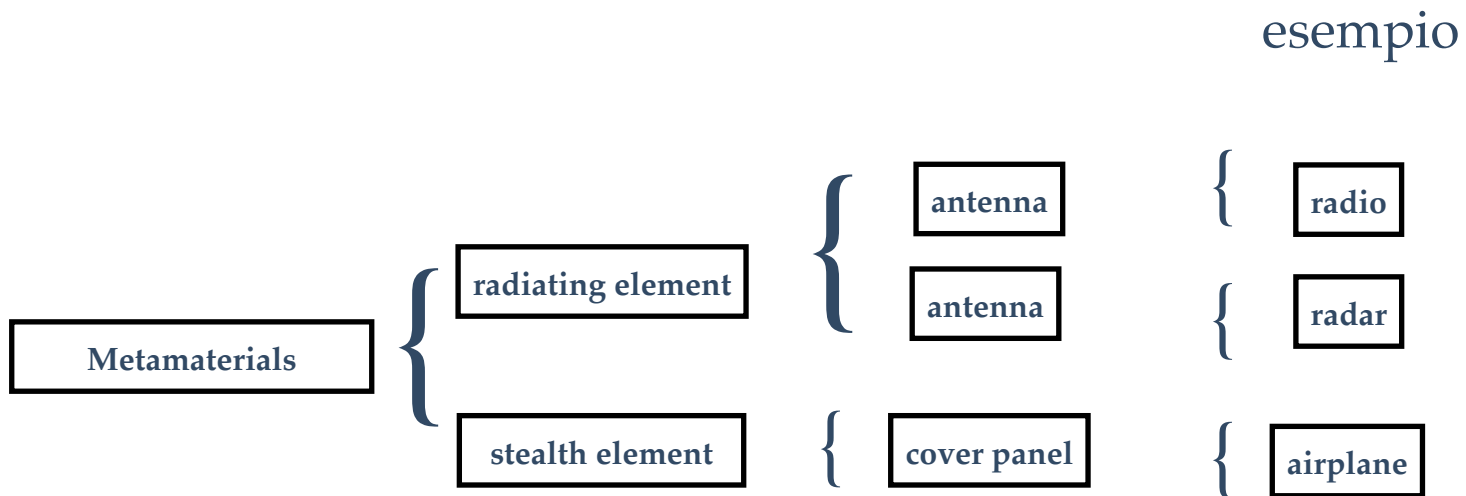 esempio
antenna
radio
radiating element
antenna
radar
Metamaterials
stealth element
cover panel
airplane